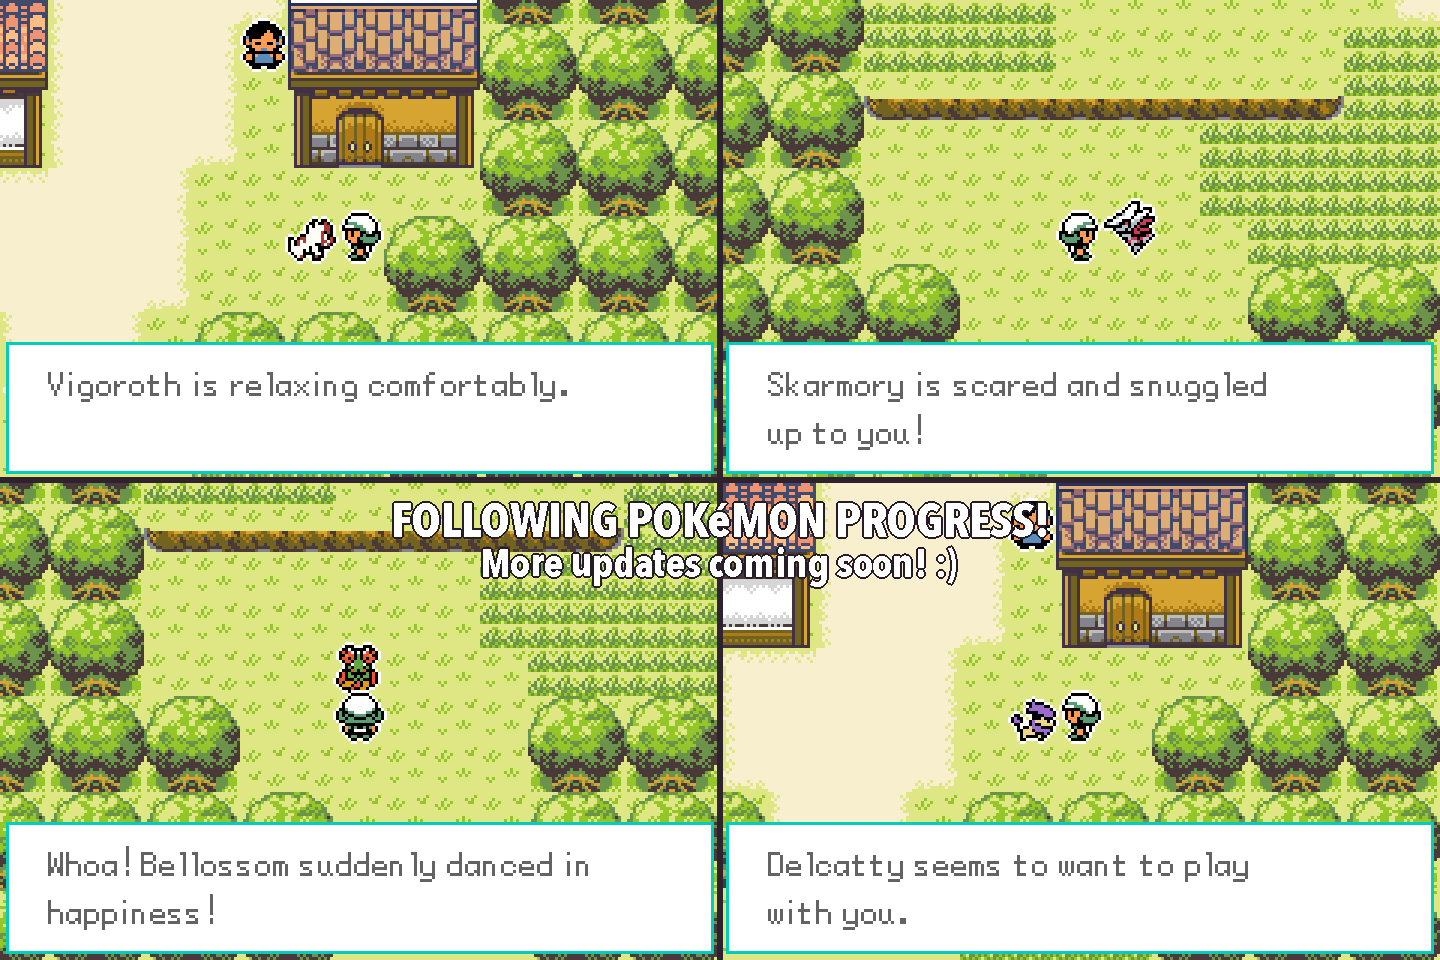 Vigoroth is relaxing comfortably.
Skarmory is scared and snuggled
up to you!
FOLLOWING POKéMON PROGRESS!
More updates coming soon! :)
Whoa! Bellossom suddenly danced in
happiness!
Delcatty seems to want to play
with you.